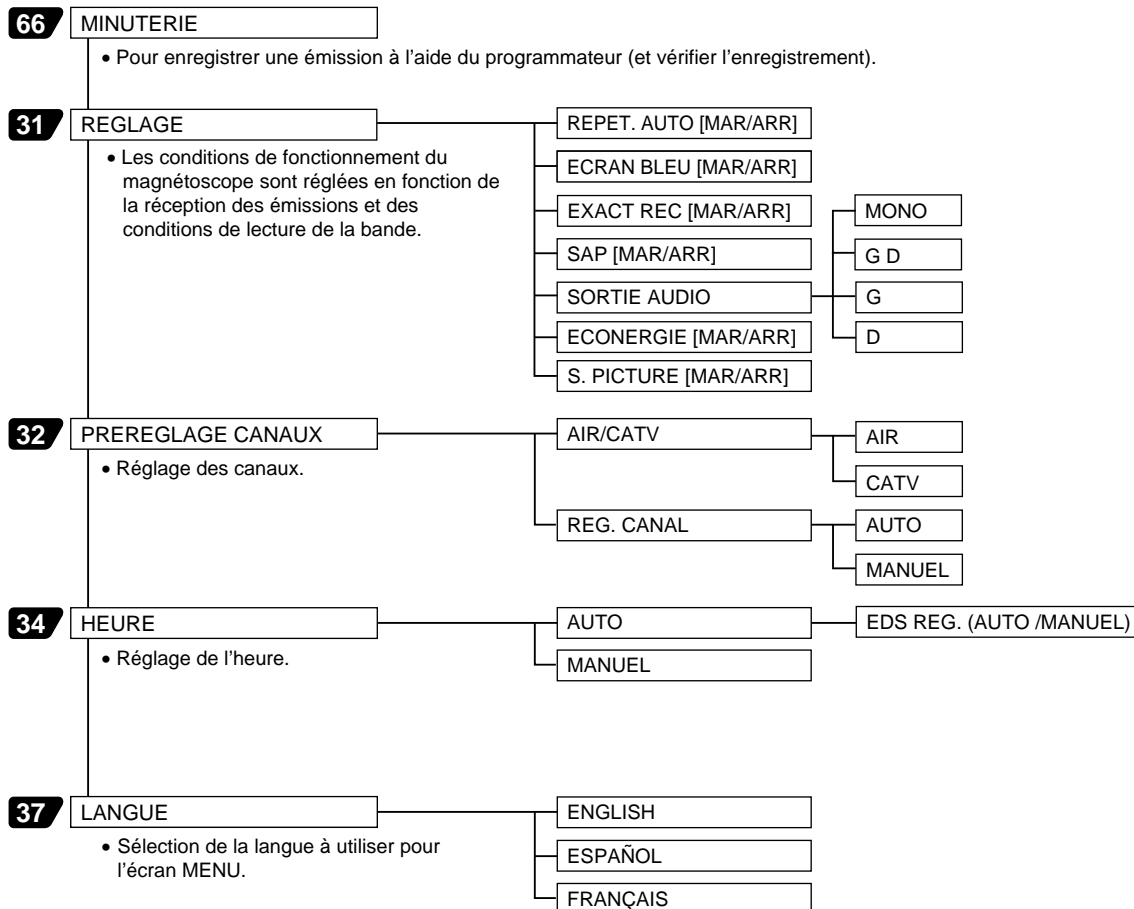 66 MINUTERIE
• Pour enregistrer une émission à l'aide du programmateur (et vérifier l'enregistrement).
31 REGLAGE
• Les conditions de fonctionnement du
magnétoscope sont réglées en fonction de
la réception des émissions et des
conditions de lecture de la bande.
REPET. AUTO [MAR/ARR]
ECRAN BLEU [MAR/ARR]
EXACT REC [MAR/ARR]
SAP [MAR/ARR]
SORTIE AUDIO
ECONERGIE [MAR/ARR]
S. PICTURE [MAR/ARR]
MONO
G D
G
D
32 PREREGLAGE CANAUX
• Réglage des canaux.
AIR/CATV
AIR
CATV
REG. CANAL
AUTO
MANUEL
34 HEURE
• Réglage de l'heure.
AUTO
EDS REG. (AUTO /MANUEL)
MANUEL
37 LANGUE
• Sélection de la langue à utiliser pour
l'écran MENU.
ENGLISH
ESPAÑOL
FRANÇAIS